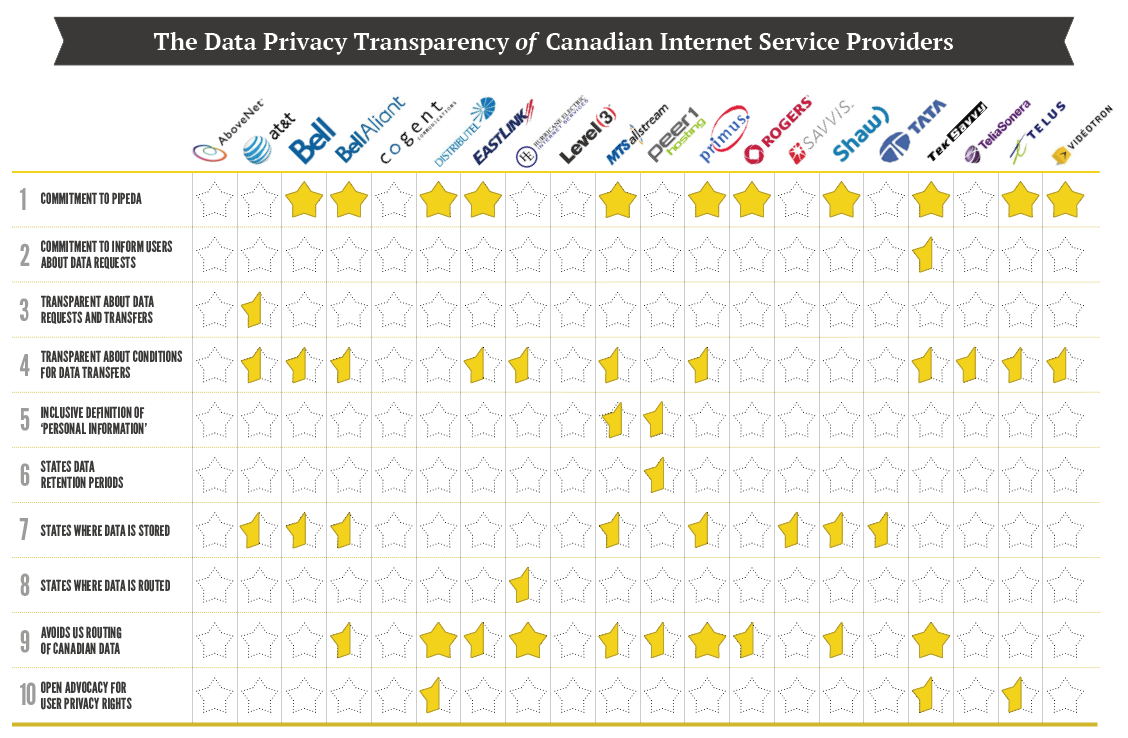 The Data Privacy Transparency of Canadian Internet Service Providers
AboveNet
at&t
Bell
BellAliant
cogent
COMMUNICATIONS
DISTRIBUTEL
EASTLINK
HE
HURRICANE ELECTRIC
INTERNET SERVICES
Level(3)
MTS allstream
peer1
hosting
primus
ROGERS
SAVVIS
Shaw)
TATA
TekSavvy
TeliaSonera
TELUS
VIDÉOTRON
1 COMMITMENT TO PIPEDA
2 COMMITMENT TO INFORM USERS
ABOUT DATA REQUESTS
3 TRANSPARENT ABOUT DATA
REQUESTS AND TRANSFERS
4 TRANSPARENT ABOUT CONDITIONS
FOR DATA TRANSFERS
5 INCLUSIVE DEFINITION OF
‘PERSONAL INFORMATION’
6 STATES DATA
RETENTION PERIODS
7 STATES WHERE DATA IS STORED
8 STATES WHERE DATA IS ROUTED
9 AVOIDS US ROUTING
OF CANADIAN DATA
10 OPEN ADVOCACY FOR
USER PRIVACY RIGHTS